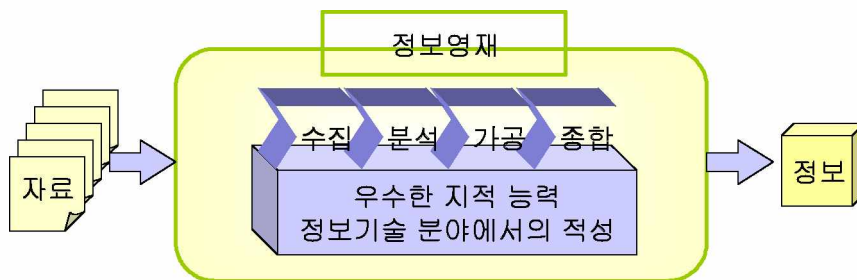 정보영재
자료
수집 분석 가공 종합
우수한 지적 능력
정보기술 분야에서의 적성
정보